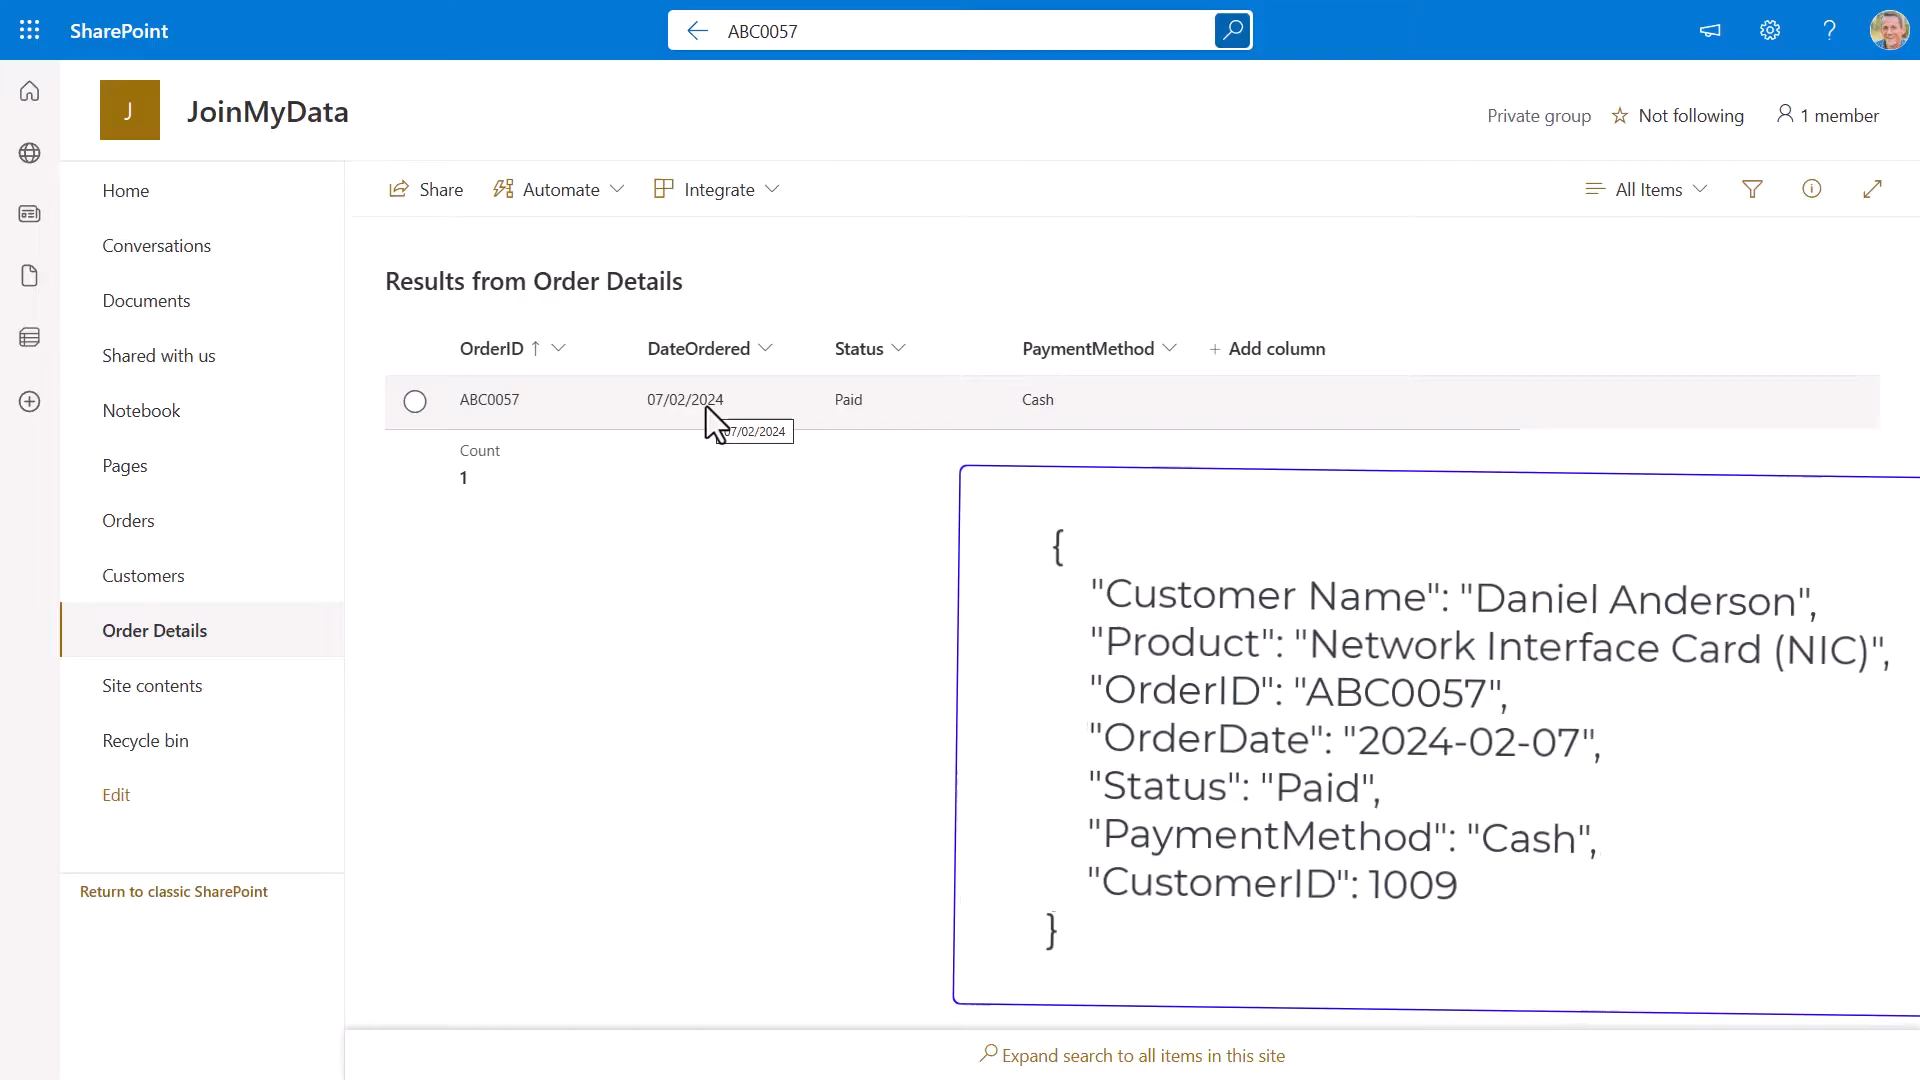 SharePoint
ABC0057
J
JoinMyData
Private group
Not following
1 member
Home
Conversations
Documents
Shared with us
Notebook
Pages
Orders
Customers
Order Details
Site contents
Recycle bin
Edit
Return to classic SharePoint
Share
Automate
Integrate
All Items
Results from Order Details
OrderID
DateOrdered
Status
PaymentMethod
+ Add column
ABC0057
07/02/2024
Paid
Cash
07/02/2024
Count
1
{
"Customer Name": "Daniel Anderson",
"Product": "Network Interface Card (NIC)",
"OrderID": "ABC0057",
"OrderDate": "2024-02-07",
"Status": "Paid",
"PaymentMethod": "Cash",
"CustomerID": 1009
}
Expand search to all items in this site